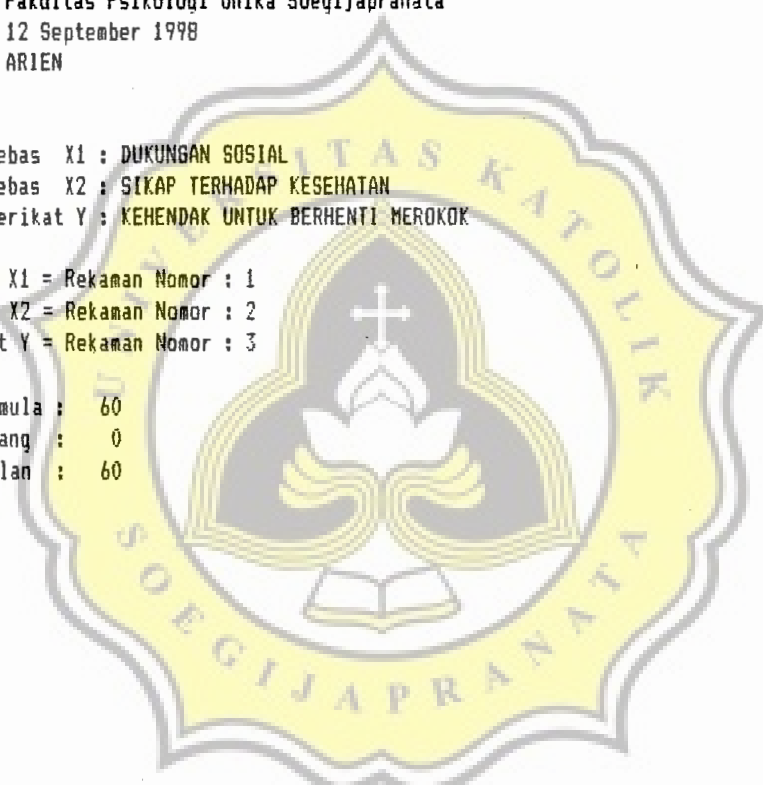 Fakultas Psikologi Unika Soegijapranata
12 September 1998
ARIEN
ebas X1 : DUKUNGAN SOSIAL
ebas X2 : SIKAP TERHADAP KESEHATAN
erikat Y : KEHENDAK UNTUK BERHENTI MEROKOK
X1 = Rekaman Nomor : 1
X2 = Rekaman Nomor : 2
t Y = Rekaman Nomor : 3
mula : 60
ang : 0
lan : 60
UNIVERSITAS KATOLIK
SOEGIJAPRANATA